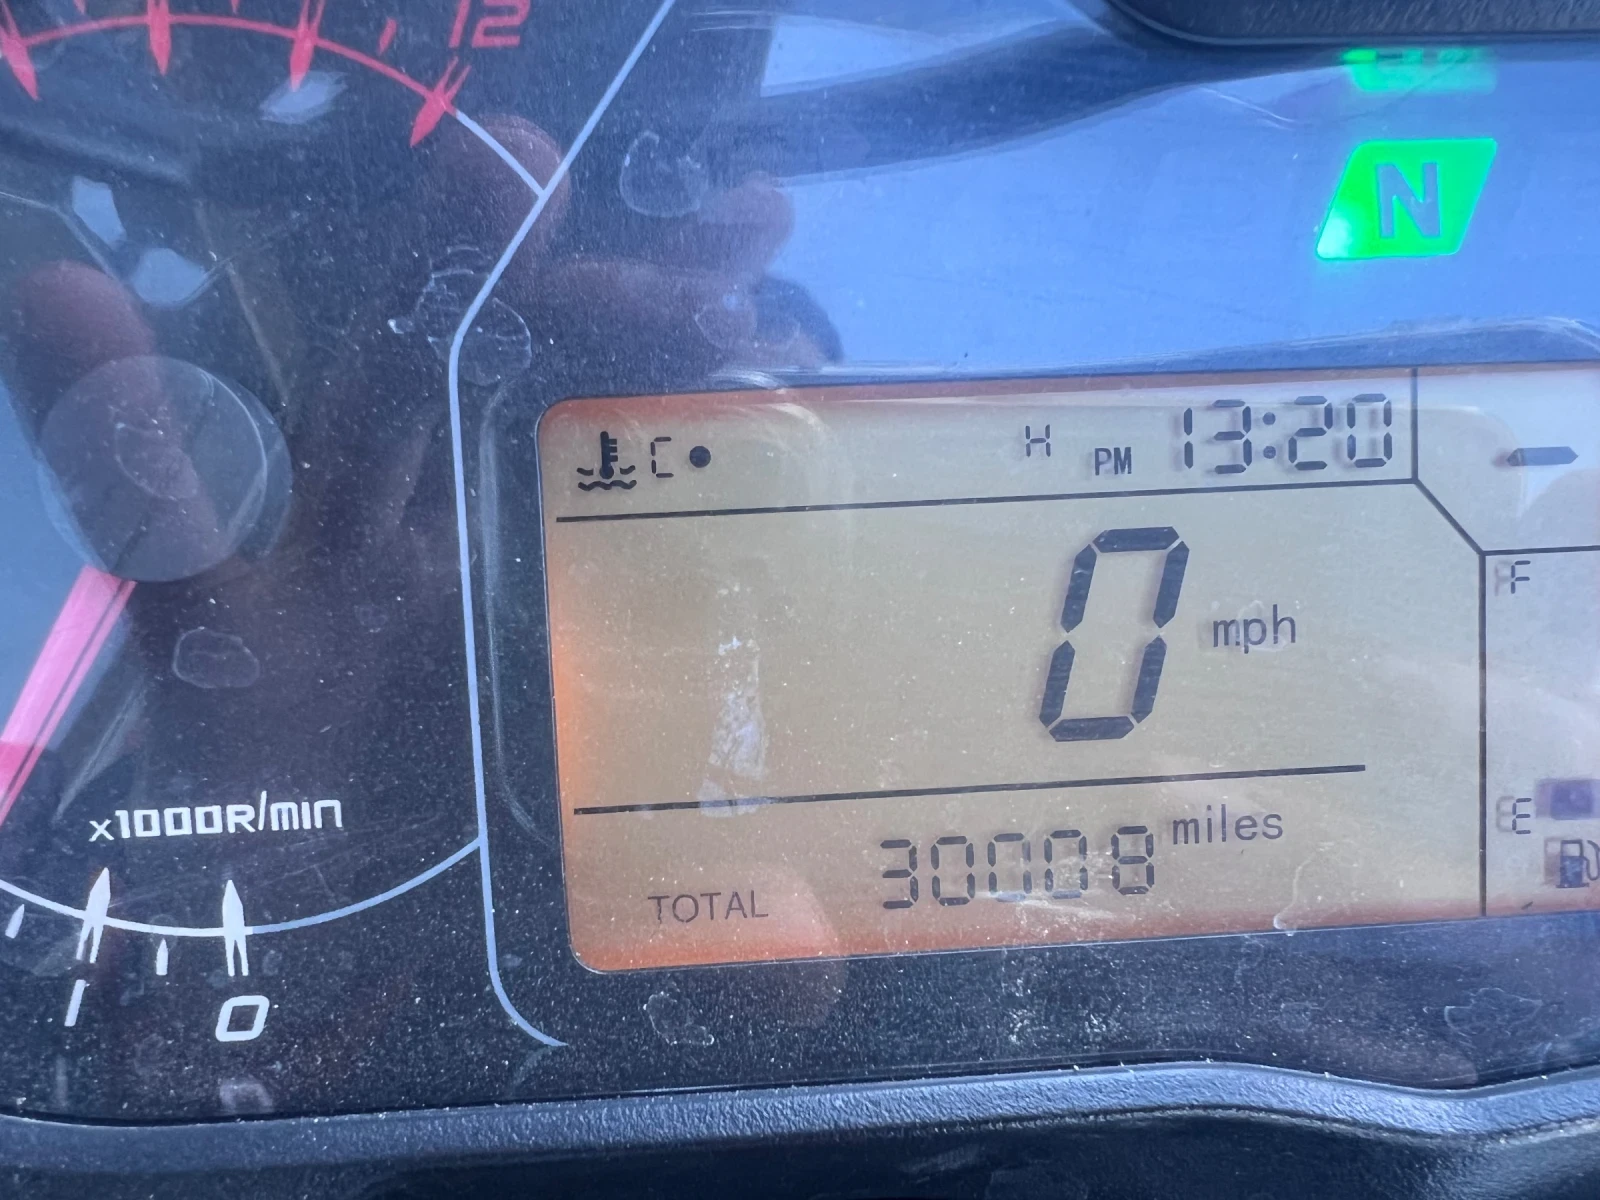 12
N
C H PM 13:20
F
0 mph
x1000R/min
E
TOTAL 30008 miles
1 0